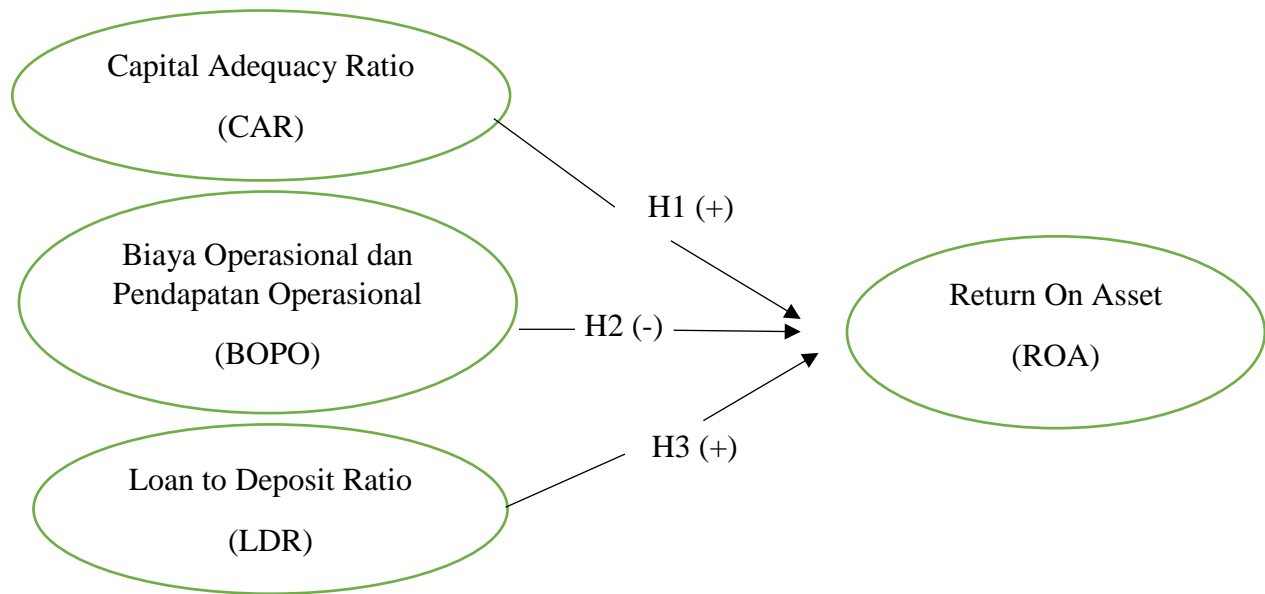 Capital Adequacy Ratio
(CAR)
H1 (+)
Biaya Operasional dan
Pendapatan Operasional
(BOPO)
H2 (-)
Return On Asset
(ROA)
H3 (+)
Loan to Deposit Ratio
(LDR)